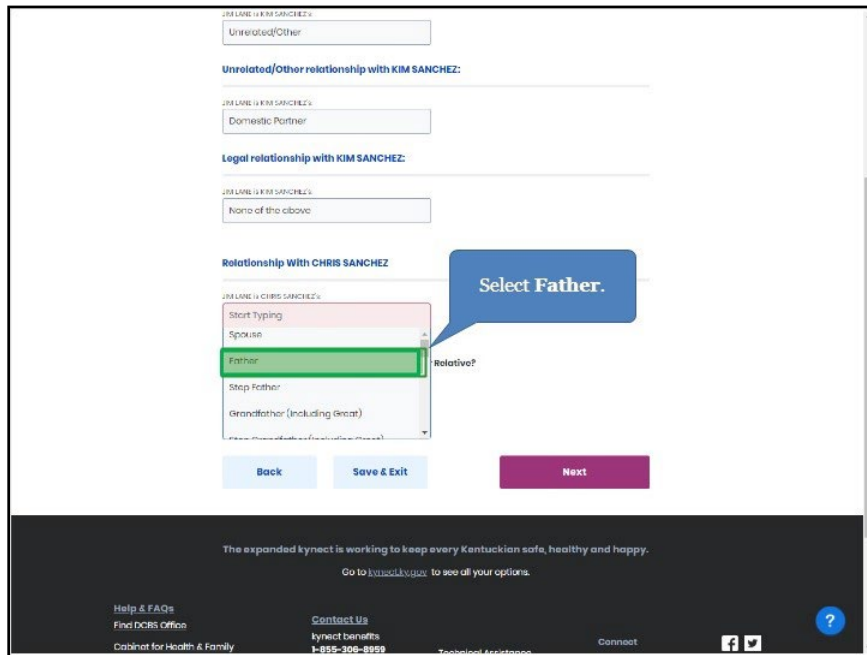 JIM LANE is KIM SANCHEZ's:
Unrelated/Other
Unrelated/Other relationship with KIM SANCHEZ:
JIM LANE is KIM SANCHEZ's:
Domestic Partner
Legal relationship with KIM SANCHEZ:
JIM LANE is KIM SANCHEZ's:
None of the above
Relationship With CHRIS SANCHEZ
Select Father.
JIM LANE is CHRIS SANCHEZ's:
Start Typing
Spouse
Father
Relative?
Step Father
Grandfather (Including Great)
Step Grandfather (Including Great)
Back Save & Exit Next
The expanded kynect is working to keep every Kentuckian safe, healthy and happy.
Go to kynect.ky.gov to see all your options.
Help & FAQs
Find DCBS Office
Cabinet for Health & Family
Contact Us
kynect benefits
1-855-306-8959
Technical Assistance
Connect
?